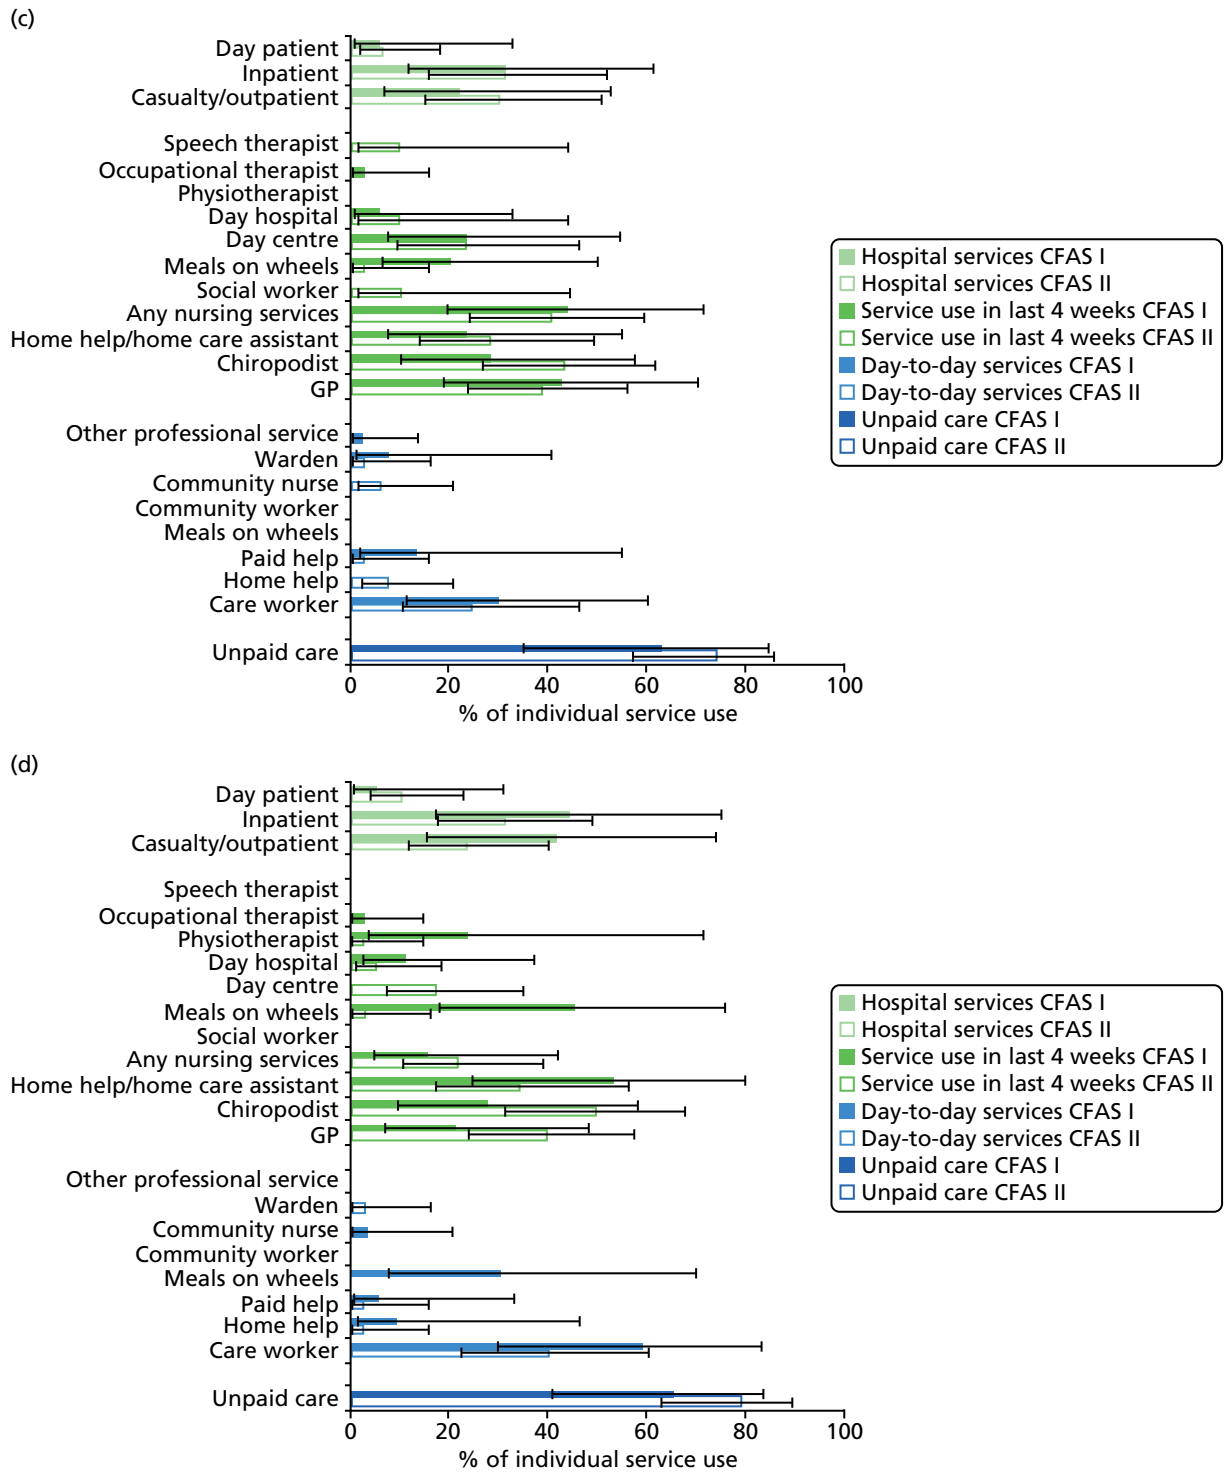 (c)
Day patient
Inpatient
Casualty/outpatient
Speech therapist
Occupational therapist
Physiotherapist
Day hospital
Day centre
Meals on wheels
Social worker
Any nursing services
Home help/home care assistant
Chiropodist
GP
Other professional service
Warden
Community nurse
Community worker
Meals on wheels
Paid help
Home help
Care worker
Unpaid care
0 20 40 60 80 100
% of individual service use
Hospital services CFAS I
Hospital services CFAS II
Service use in last 4 weeks CFAS I
Service use in last 4 weeks CFAS II
Day-to-day services CFAS I
Day-to-day services CFAS II
Unpaid care CFAS I
Unpaid care CFAS II
(d)
Day patient
Inpatient
Casualty/outpatient
Speech therapist
Occupational therapist
Physiotherapist
Day hospital
Day centre
Meals on wheels
Social worker
Any nursing services
Home help/home care assistant
Chiropodist
GP
Other professional service
Warden
Community nurse
Community worker
Meals on wheels
Paid help
Home help
Care worker
Unpaid care
0 20 40 60 80 100
% of individual service use
Hospital services CFAS I
Hospital services CFAS II
Service use in last 4 weeks CFAS I
Service use in last 4 weeks CFAS II
Day-to-day services CFAS I
Day-to-day services CFAS II
Unpaid care CFAS I
Unpaid care CFAS II